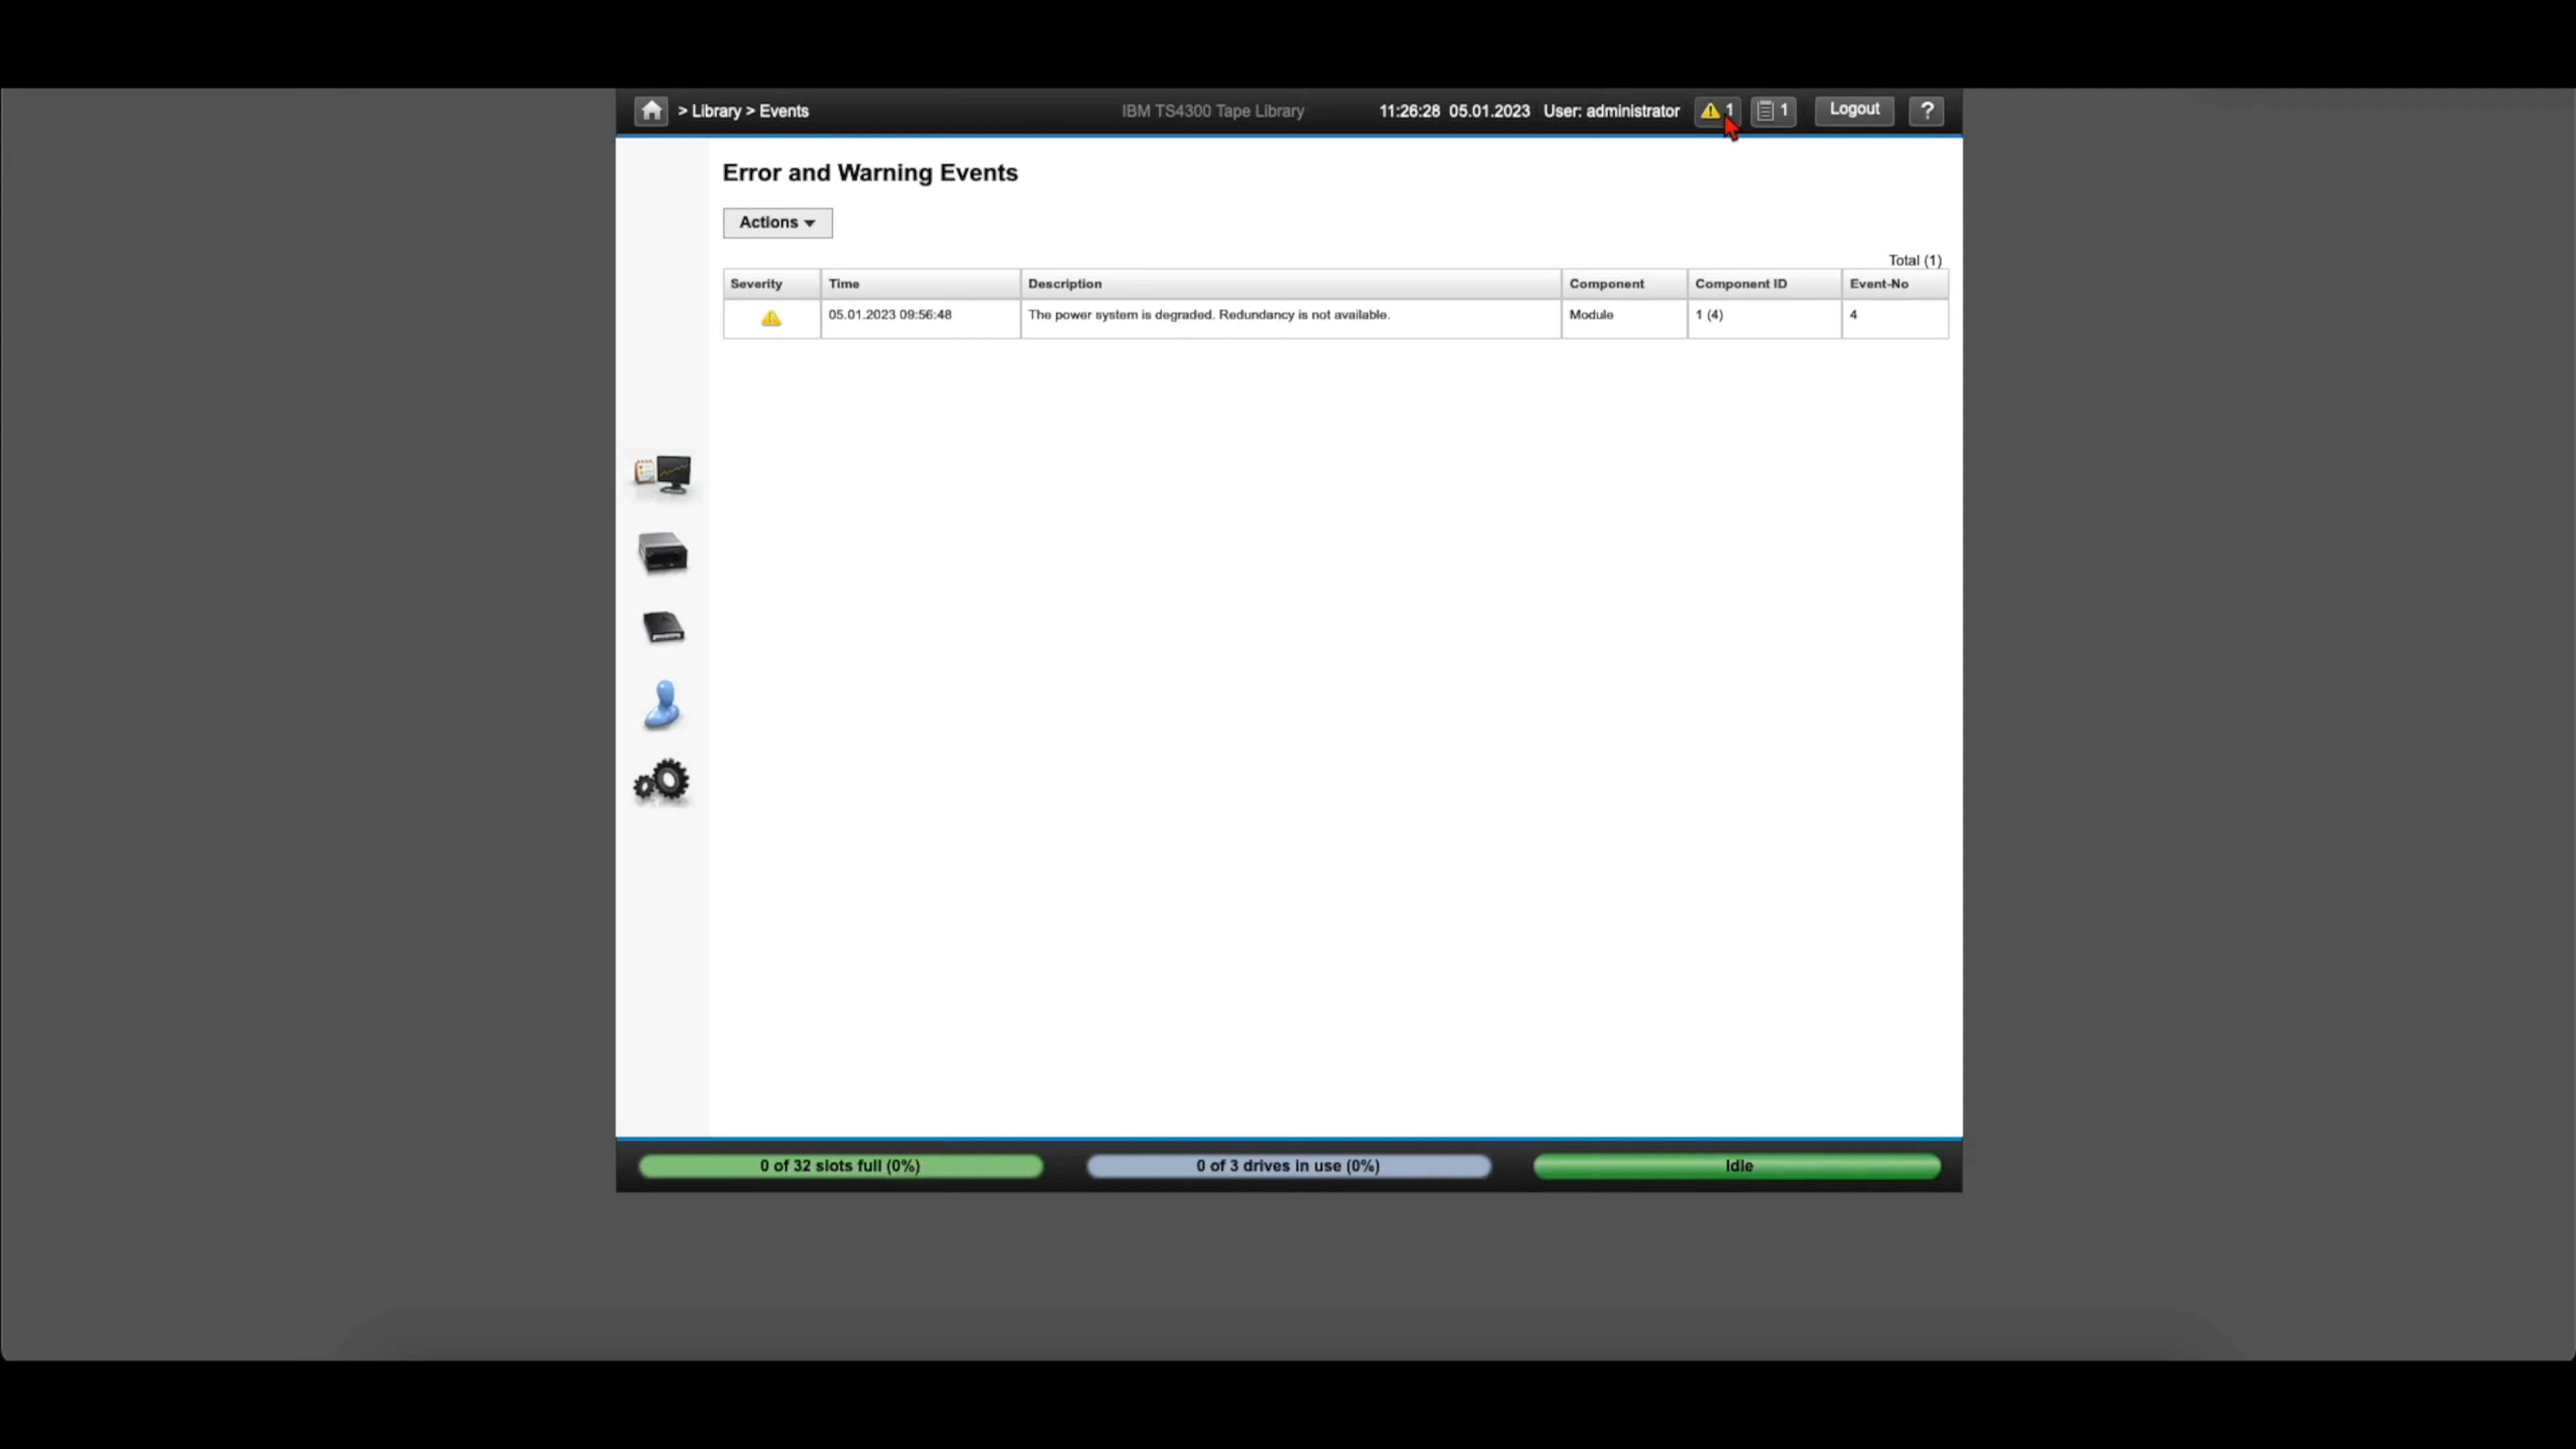 > Library > Events
IBM TS4300 Tape Library
11:26:28 05.01.2023 User: administrator
1
1
Logout
?
Error and Warning Events
Actions
Total (1)
Severity Time Description Component Component ID Event-No
05.01.2023 09:56:48 The power system is degraded. Redundancy is not available. Module 1 (4) 4
0 of 32 slots full (0%)
0 of 3 drives in use (0%)
Idle